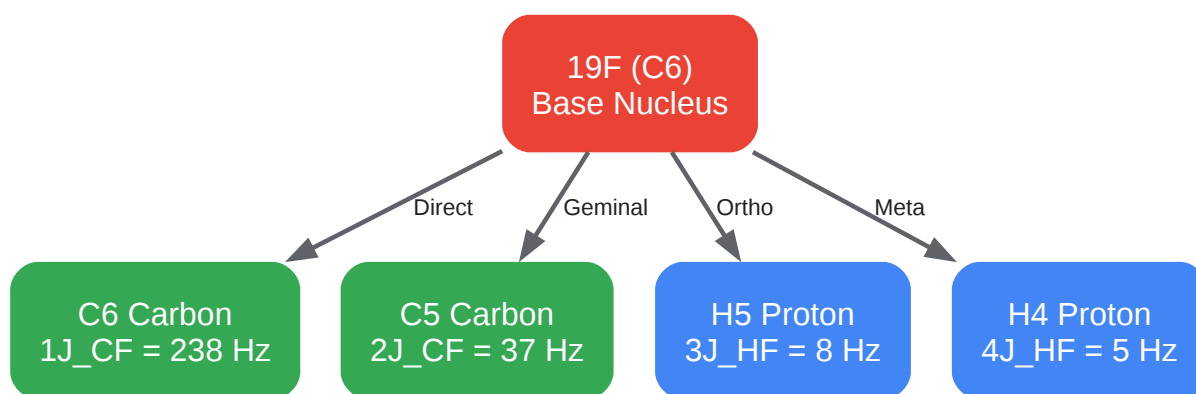 19F (C6)
Base Nucleus
Direct
Geminal
Ortho
Meta
C6 Carbon
1J_CF = 238 Hz
C5 Carbon
2J_CF = 37 Hz
H5 Proton
3J_HF = 8 Hz
H4 Proton
4J_HF = 5 Hz